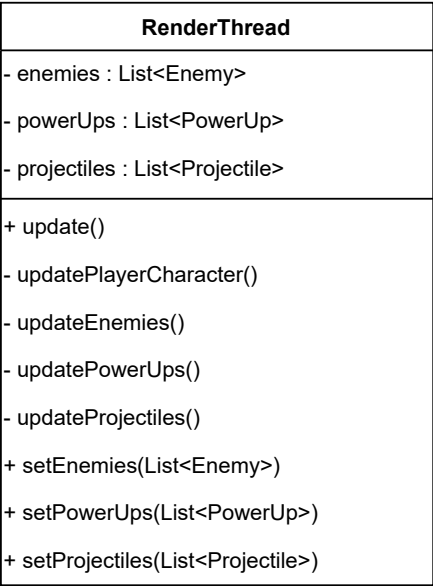 RenderThread
- enemies : List<Enemy>
- powerUps : List<PowerUp>
- projectiles : List<Projectile>
+ update()
- updatePlayerCharacter()
- updateEnemies()
- updatePowerUps()
- updateProjectiles()
+ setEnemies(List<Enemy>)
+ setPowerUps(List<PowerUp>)
+ setProjectiles(List<Projectile>)